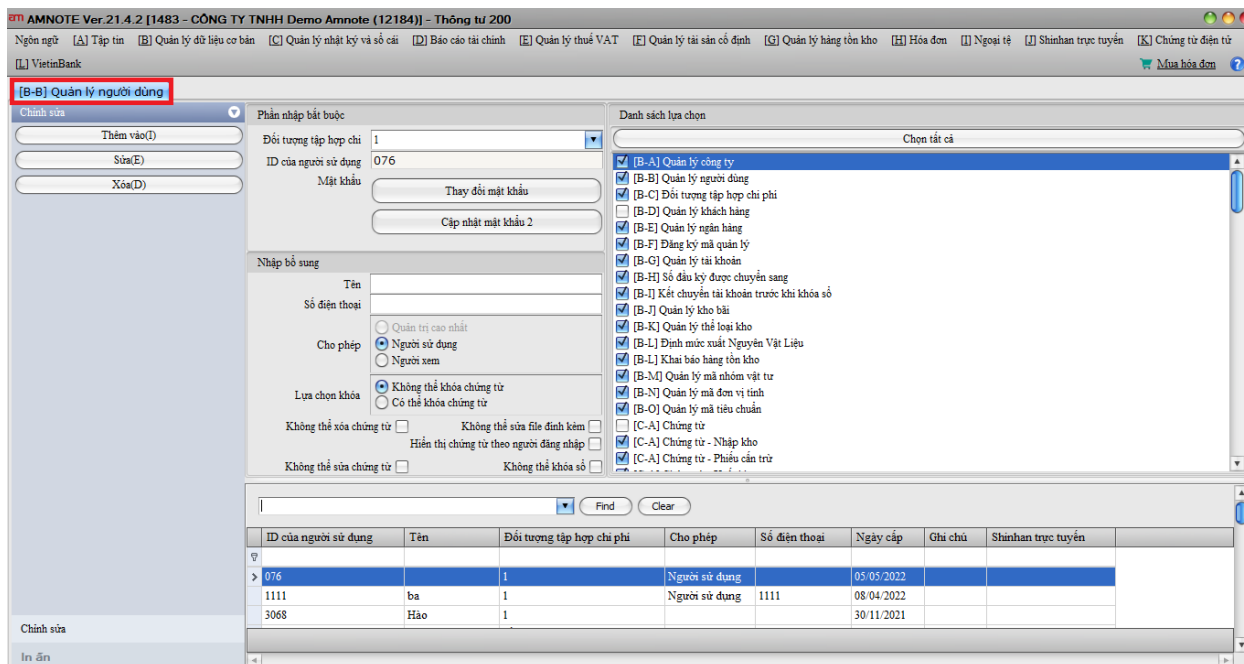 am AMNOTE Ver.21.4.2 [1483 - CÔNG TY TNHH Demo Amnote (12184)] - Thông tư 200
Ngôn ngữ [A] Tập tin [B] Quản lý dữ liệu cơ bản [C] Quản lý nhật ký và sổ cái [D] Báo cáo tài chính [E] Quản lý thuế VAT [F] Quản lý tài sản cố định [G] Quản lý hàng tồn kho [H] Hóa đơn [I] Ngoại tệ [J] Shinhan trực tuyến [K] Chứng từ điện tử
[L] VietinBank Mua hóa đơn ?
[B-B] Quản lý người dùng
Chỉnh sửa
Thêm vào(I)
Sửa(E)
Xóa(D)
Phần nhập bắt buộc
Đối tượng tập hợp chi 1
ID của người sử dụng 076
Mật khẩu Thay đổi mật khẩu
Cập nhật mật khẩu 2
Nhập bổ sung
Tên
Số điện thoại
Cho phép
Quản trị cao nhất
Người sử dụng
Người xem
Lựa chọn khóa
Không thể khóa chứng từ
Có thể khóa chứng từ
Không thể xóa chứng từ Không thể sửa file đính kèm
Hiển thị chứng từ theo người đăng nhập
Không thể sửa chứng từ Không thể khóa sổ
Danh sách lựa chọn
Chọn tất cả
[B-A] Quản lý công ty
[B-B] Quản lý người dùng
[B-C] Đối tượng tập hợp chi phí
[B-D] Quản lý khách hàng
[B-E] Quản lý ngân hàng
[B-F] Đăng ký mã quản lý
[B-G] Quản lý tài khoản
[B-H] Số đầu kỳ được chuyển sang
[B-I] Kết chuyển tài khoản trước khi khóa sổ
[B-J] Quản lý kho bãi
[B-K] Quản lý thể loại kho
[B-L] Định mức xuất Nguyên Vật Liệu
[B-L] Khai báo hàng tồn kho
[B-M] Quản lý mã nhóm vật tư
[B-N] Quản lý mã đơn vị tính
[B-O] Quản lý mã tiêu chuẩn
[C-A] Chứng từ
[C-A] Chứng từ - Nhập kho
[C-A] Chứng từ - Phiếu cấn trừ
Find Clear
ID của người sử dụng Tên Đối tượng tập hợp chi phí Cho phép Số điện thoại Ngày cấp Ghi chú Shinhan trực tuyến
076 1 Người sử dụng 05/05/2022
1111 ba 1 Người sử dụng 1111 08/04/2022
3068 Hào 1 30/11/2021
Chỉnh sửa
In ấn